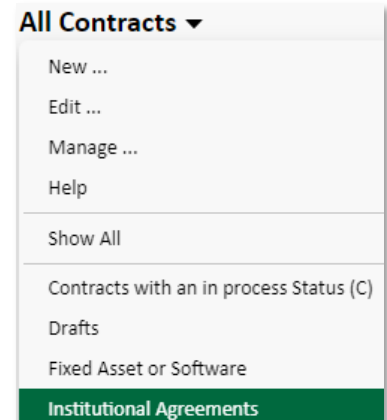 All Contracts
New ...
Edit ...
Manage ...
Help
Show All
Contracts with an in process Status (C)
Drafts
Fixed Asset or Software
Institutional Agreements